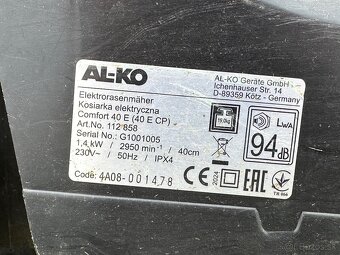 AL-KO
AL-KO Geräte GmbH
Ichenhauser Str. 14
D-89359 Kötz - Germany
Elektrorasenmäher
Kosiarka elektryczna
Comfort 40 E (40 E CP)
Art.No. 112 858
Serial No.: G1001005
1,4 kW / 2950 min⁻¹ / 40cm
230V~ / 50Hz / IPX4
LWA
94dB
2024
EAC
Code: 4A08-001478